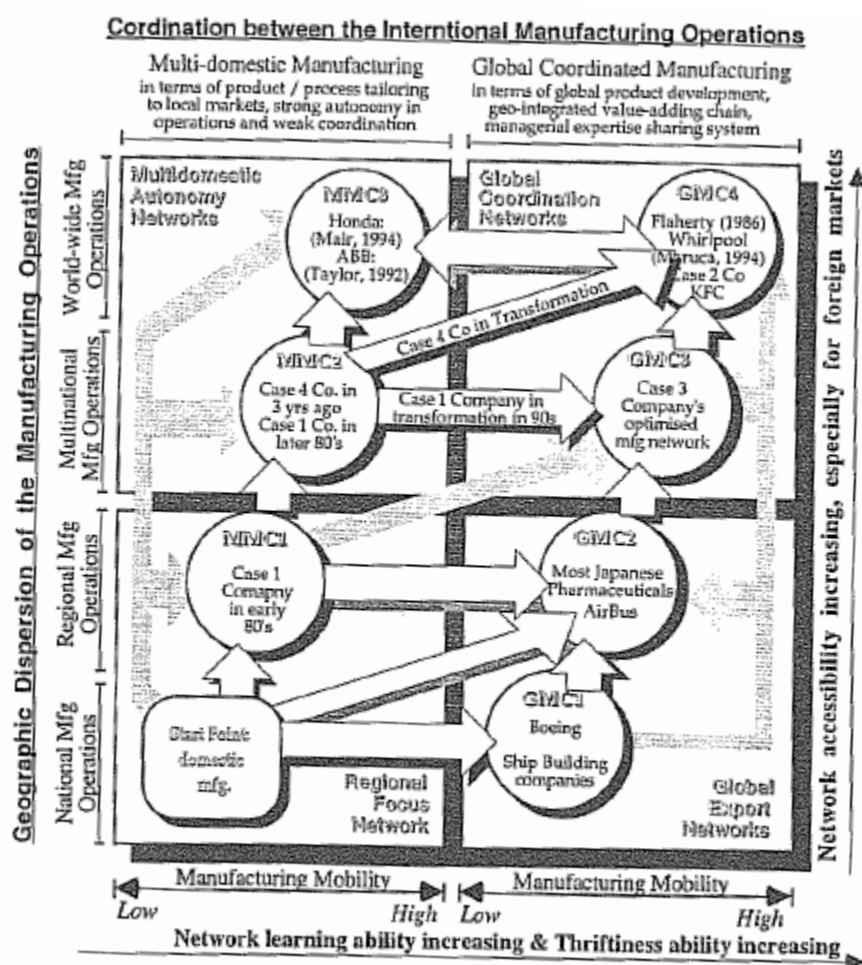 Cordination between the Interntional Manufacturing Operations
Multi-domestic Manufacturing
in terms of product / process tailoring
to local markets, strong autonomy in
operations and weak coordination
Global Coordinated Manufacturing
In terms of global product development,
geo-integrated value-adding chain,
managerial expertise sharing system
Geographic Dispersion of the Manufacturing Operations
World-wide Mfg
Operations
Multinational
Mfg Operations
Regional Mfg
Operations
National Mfg
Operations
Multidomestic
Autonomy
Networks
MMC3
Honda:
(Mair, 1994)
ABB:
(Taylor, 1992)
Global
Coordination
Networks
GMC4
Flaherty (1986)
Whirlpool
(Maruca, 1994)
Case 2 Co
KFC
Case 4 Co in Transformation
MMC2
Case 4 Co. in
3 yrs ago
Case 1 Co. in
later 80's
Case 1 Company in
transformation in 90s
GMC3
Case 3
Company's
optimised
mfg network
MMC1
Case 1
Comapny
in early
80's
GMC2
Most Japanese
Pharmaceuticals
AirBus
Start Point:
domestic
mfg.
GMC1
Boeing
Ship Building
companies
Regional
Focus
Network
Global
Export
Networks
Network accessibility increasing, especially for foreign markets
Manufacturing Mobility
Low
High
Manufacturing Mobility
Low
High
Network learning ability increasing & Thriftiness ability increasing